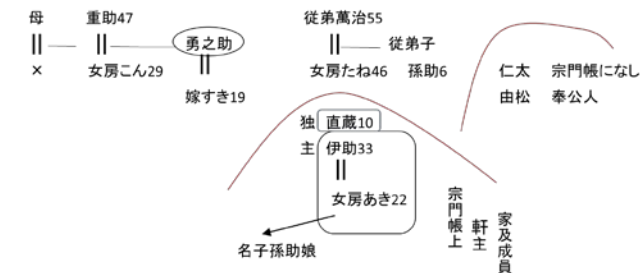 母 重助47 勇之助 従弟萬治55 従弟子
× 女房こん29 嫁すき19 女房たね46 孫助6
仁太 宗門帳になし
由松 奉公人
独 直蔵10
主 伊助33
女房あき22
名子孫助娘
宗門帳上
軒主
家及成員